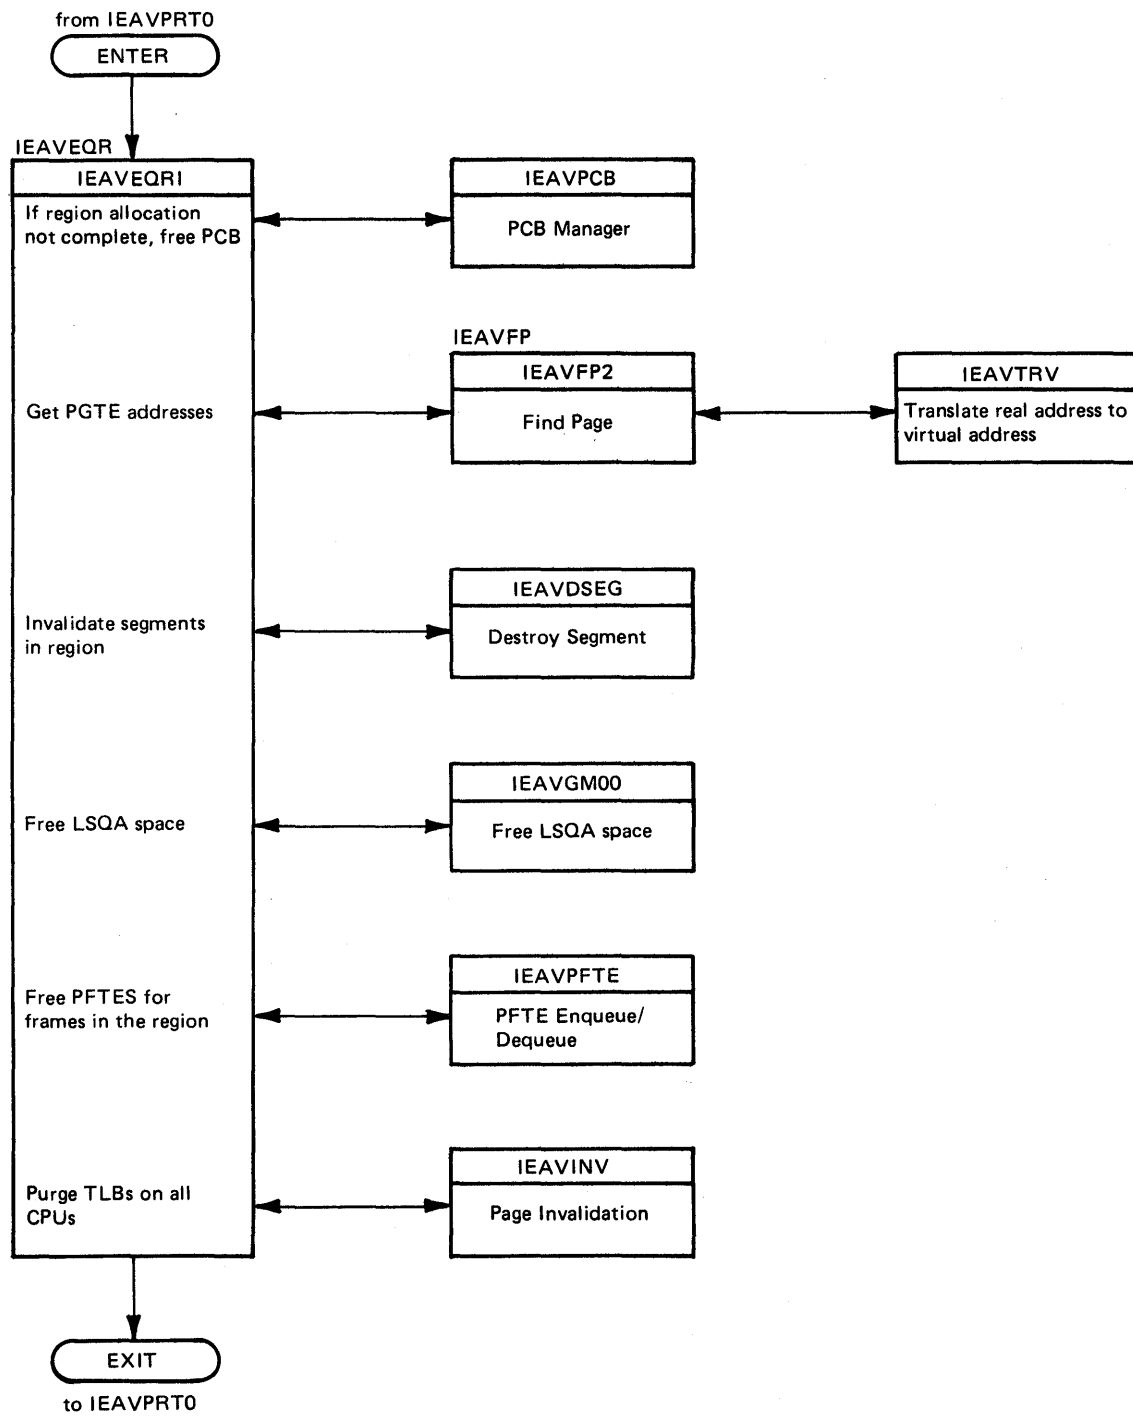 from IEAVPRT0
ENTER
IEAVEQR
IEAVEQRI
IEAVPCB
If region allocation
not complete, free PCB
PCB Manager
IEAVFP
IEAVFP2
IEAVTRV
Get PGTE addresses
Find Page
Translate real address to
virtual address
IEAVDSEG
Invalidate segments
in region
Destroy Segment
IEAVGM00
Free LSQA space
Free LSQA space
IEAVPFTE
Free PFTES for
frames in the region
PFTE Enqueue/
Dequeue
IEAVINV
Purge TLBs on all
CPUs
Page Invalidation
EXIT
to IEAVPRT0